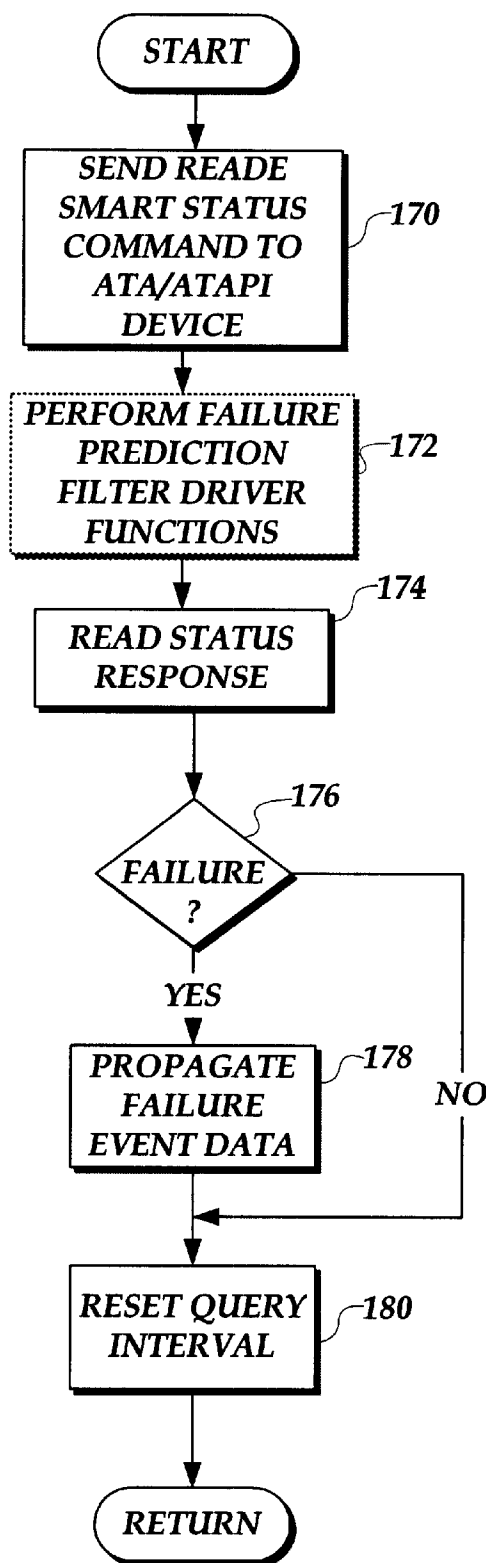 START
SEND READE
SMART STATUS
COMMAND TO
ATA/ATAPI
DEVICE
170
PERFORM FAILURE
PREDICTION
FILTER DRIVER
FUNCTIONS
172
174
READ STATUS
RESPONSE
176
FAILURE
?
YES
PROPAGATE
FAILURE
EVENT DATA
178
NO
RESET QUERY
INTERVAL
180
RETURN